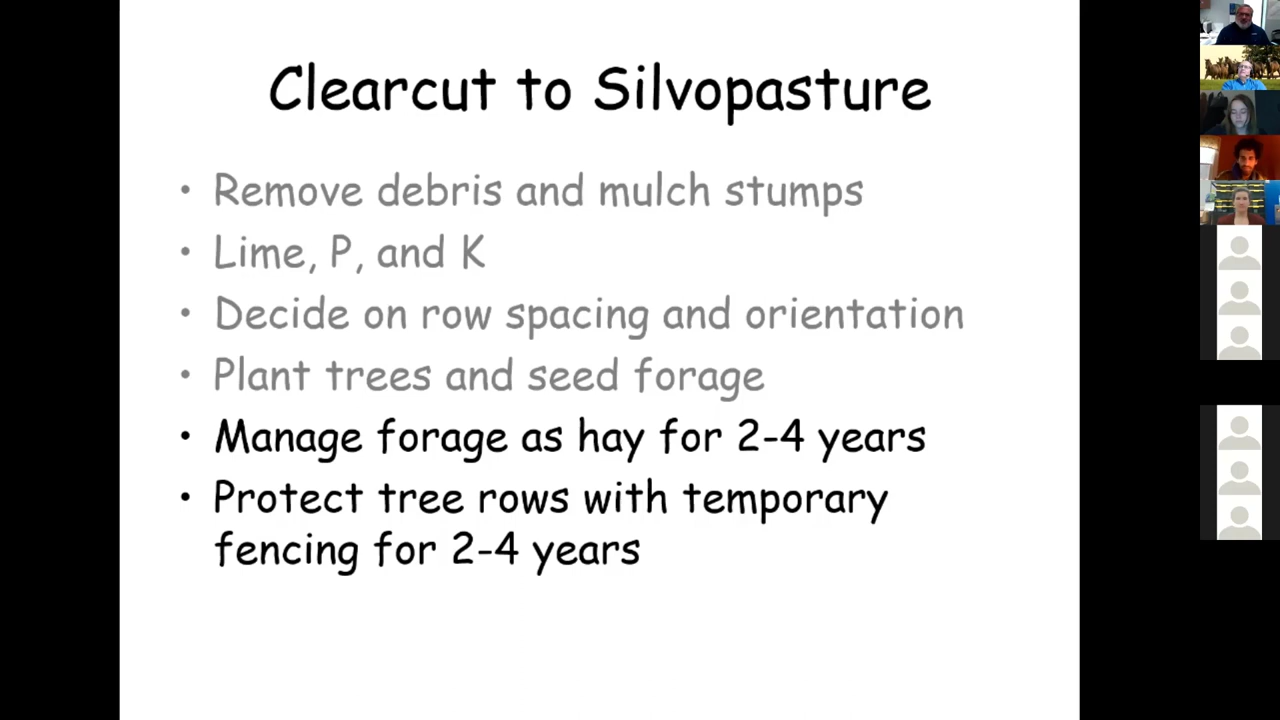 Clearcut to Silvopasture
• Remove debris and mulch stumps
• Lime, P, and K
• Decide on row spacing and orientation
• Plant trees and seed forage
• Manage forage as hay for 2-4 years
• Protect tree rows with temporary
fencing for 2-4 years